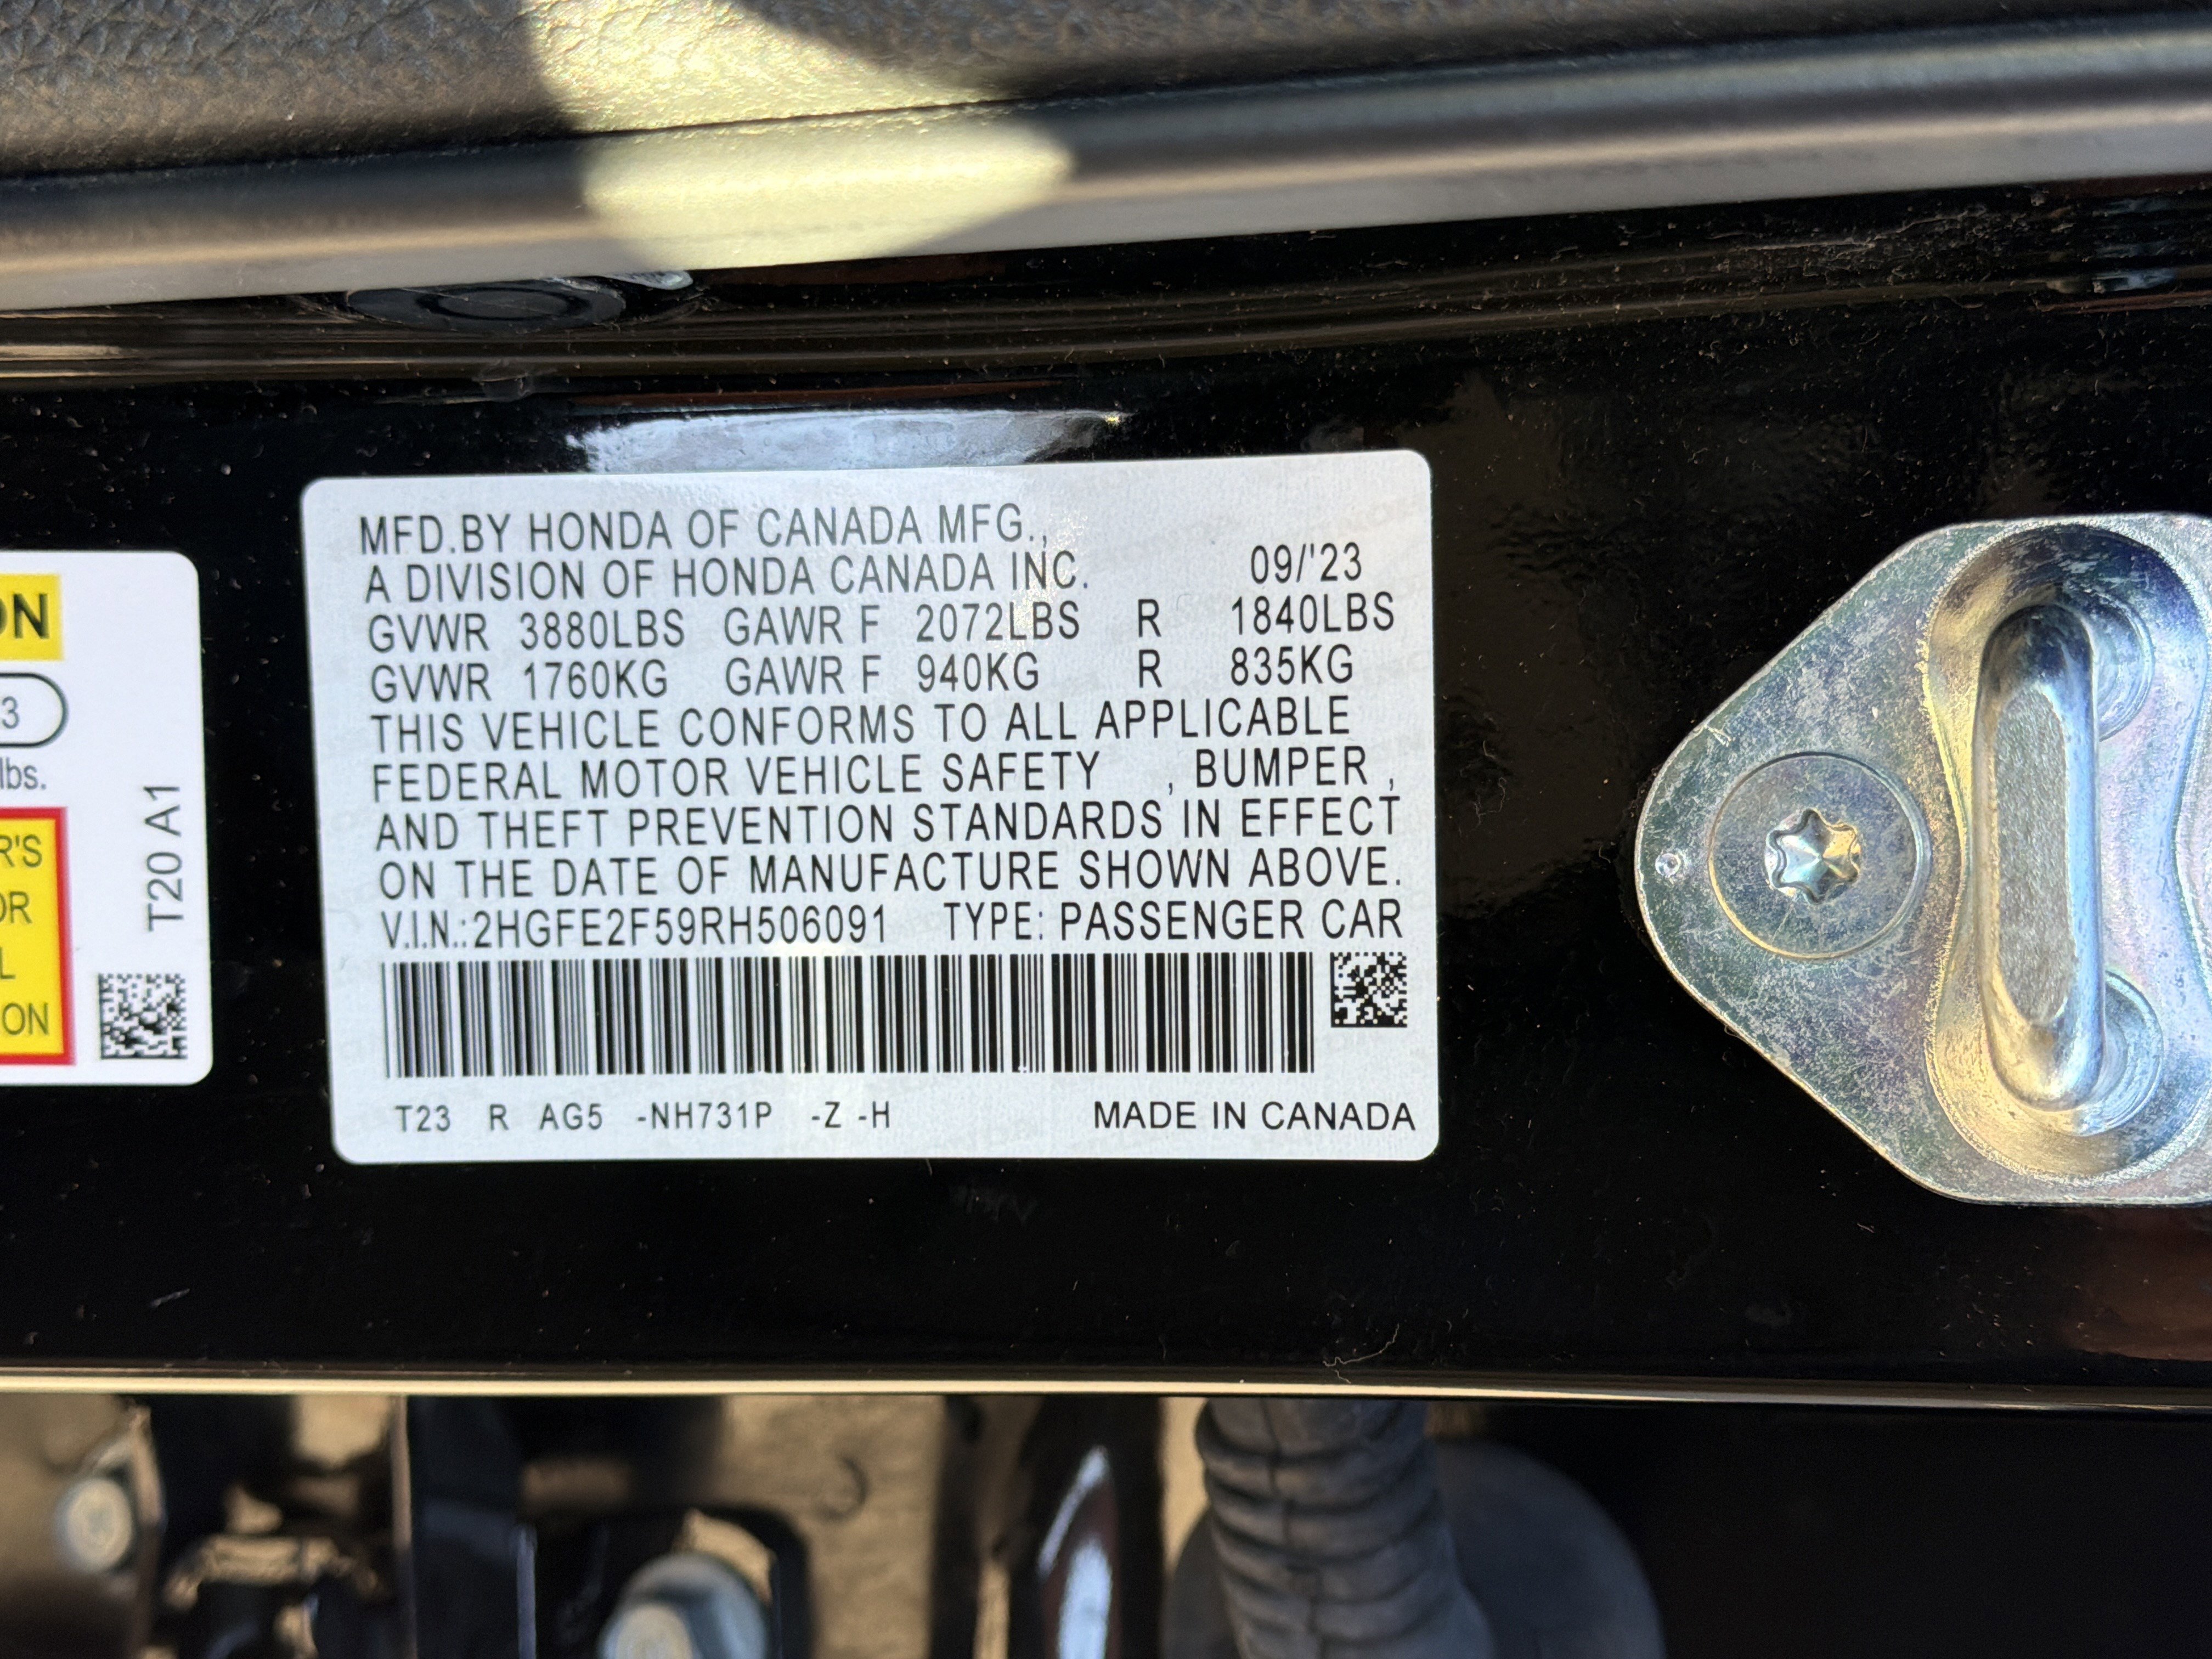 MFD.BY HONDA OF CANADA MFG.,
A DIVISION OF HONDA CANADA INC. 09/'23
GVWR 3880LBS GAWR F 2072LBS R 1840LBS
GVWR 1760KG GAWR F 940KG R 835KG
THIS VEHICLE CONFORMS TO ALL APPLICABLE
FEDERAL MOTOR VEHICLE SAFETY , BUMPER ,
AND THEFT PREVENTION STANDARDS IN EFFECT
ON THE DATE OF MANUFACTURE SHOWN ABOVE.
V.I.N.:2HGFE2F59RH506091 TYPE: PASSENGER CAR
T23 R AG5 -NH731P -Z -H MADE IN CANADA
ON
3
lbs.
R'S
OR
L
ON
T20 A1